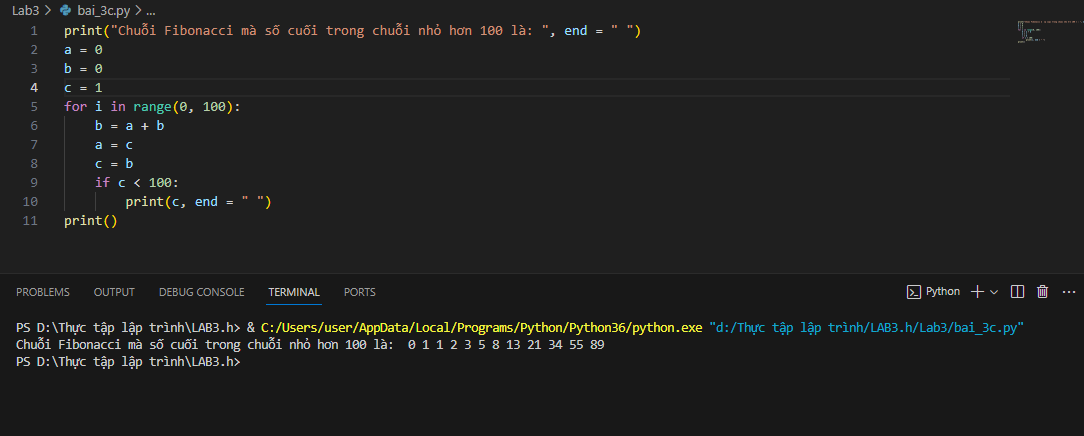 Lab3 > bai_3c.py > ...
1 print("Chuỗi Fibonacci mà số cuối trong chuỗi nhỏ hơn 100 là: ", end = " ")
2 a = 0
3 b = 0
4 c = 1
5 for i in range(0, 100):
6     b = a + b
7     a = c
8     c = b
9     if c < 100:
10         print(c, end = " ")
11 print()
PROBLEMS OUTPUT DEBUG CONSOLE TERMINAL PORTS Python
PS D:\Thực tập lập trình\LAB3.h> & C:/Users/user/AppData/Local/Programs/Python/Python36/python.exe "d:/Thực tập lập trình/LAB3.h/Lab3/bai_3c.py"
Chuỗi Fibonacci mà số cuối trong chuỗi nhỏ hơn 100 là:  0 1 1 2 3 5 8 13 21 34 55 89
PS D:\Thực tập lập trình\LAB3.h>